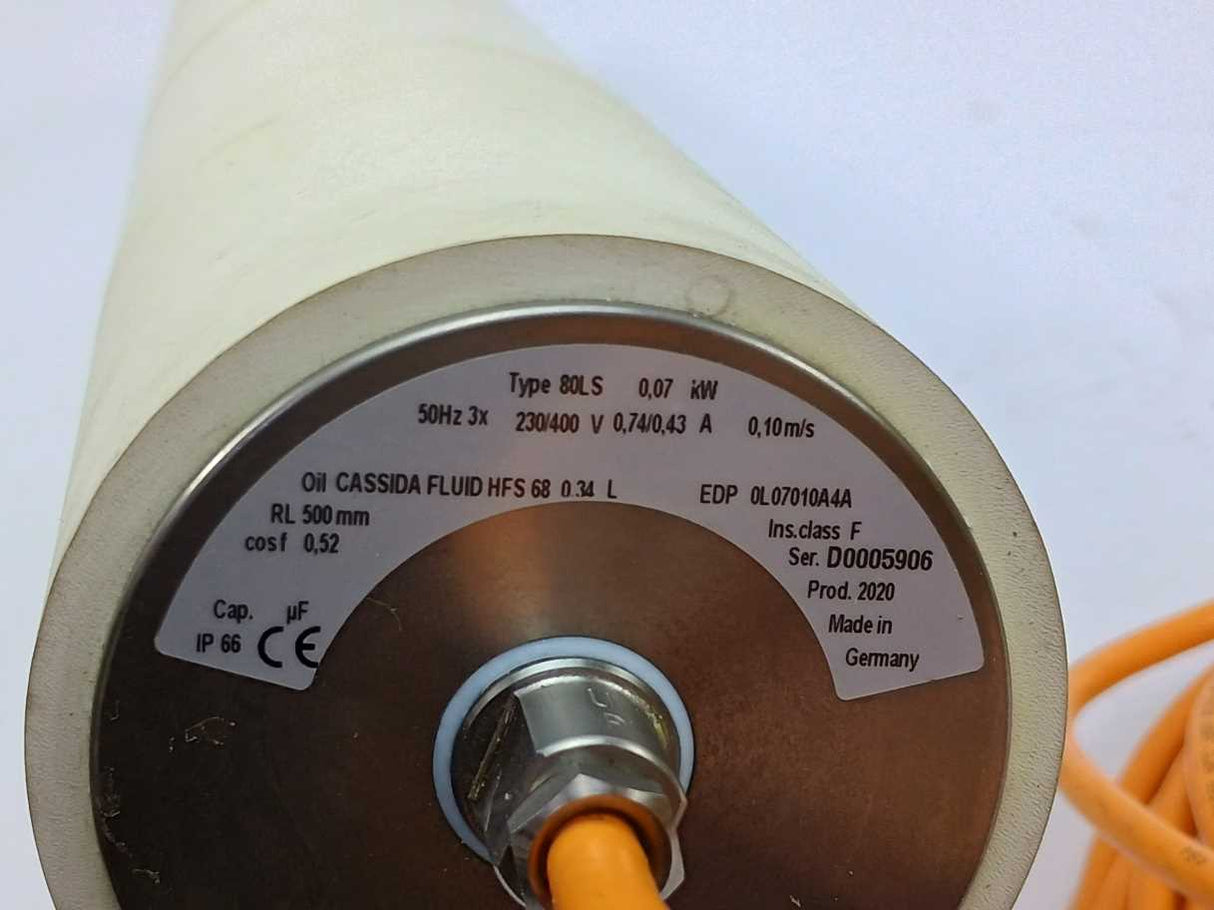 Type 80LS 0,07 kW
50Hz 3x 230/400 V 0,74/0,43 A 0,10 m/s
Oil CASSIDA FLUID HFS 68 0.34 L
RL 500 mm
cosf 0,52
Cap. µF
IP 66 CE
EDP 0L07010A4A
Ins.class F
Ser. D0005906
Prod. 2020
Made in
Germany